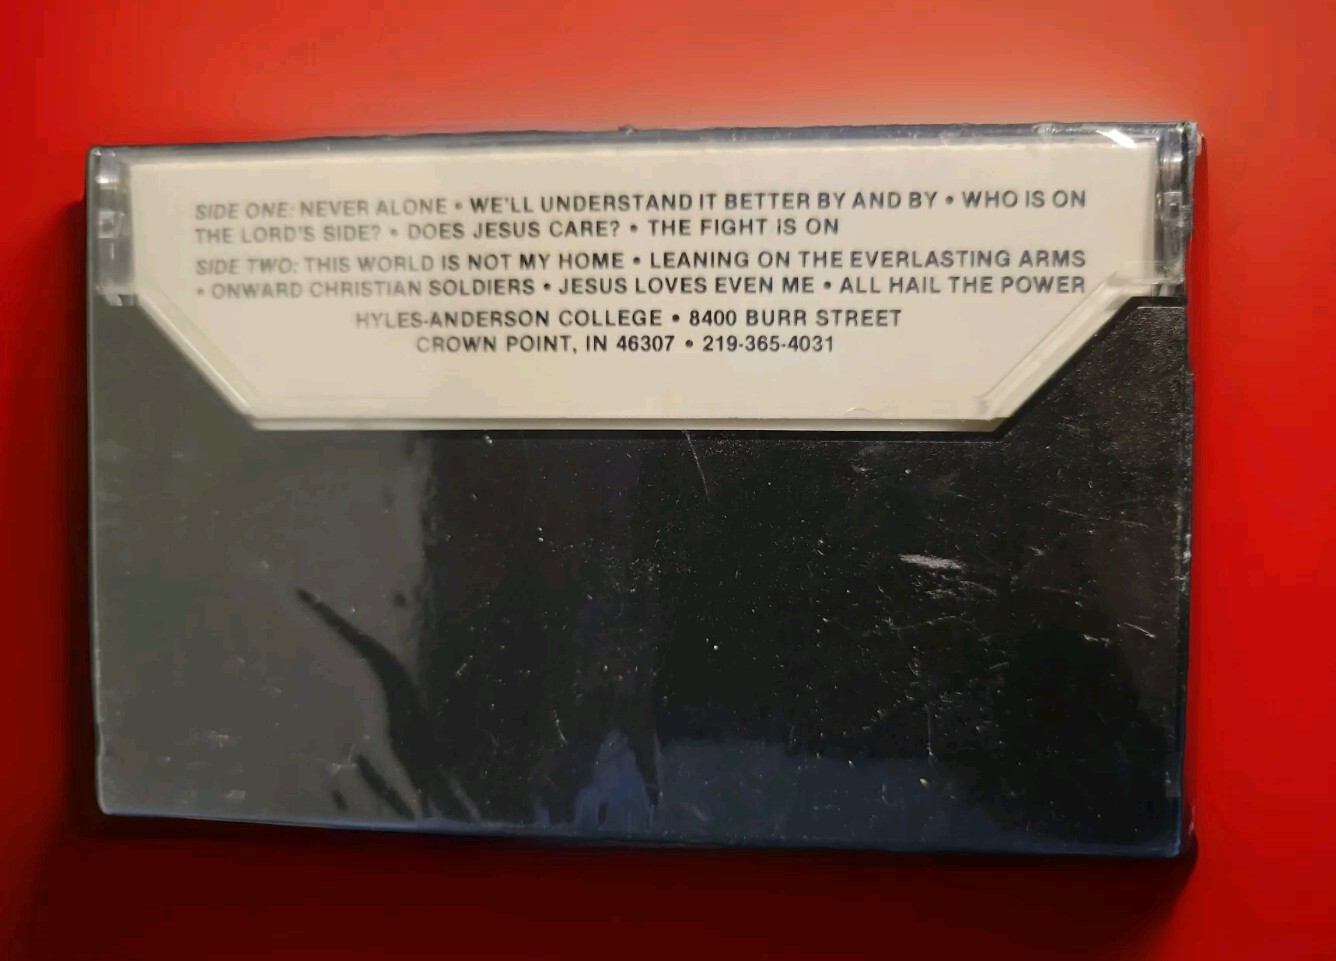 SIDE ONE: NEVER ALONE • WE'LL UNDERSTAND IT BETTER BY AND BY • WHO IS ON
THE LORD'S SIDE? • DOES JESUS CARE? • THE FIGHT IS ON
SIDE TWO: THIS WORLD IS NOT MY HOME • LEANING ON THE EVERLASTING ARMS
• ONWARD CHRISTIAN SOLDIERS • JESUS LOVES EVEN ME • ALL HAIL THE POWER
HYLES-ANDERSON COLLEGE • 8400 BURR STREET
CROWN POINT, IN 46307 • 219-365-4031